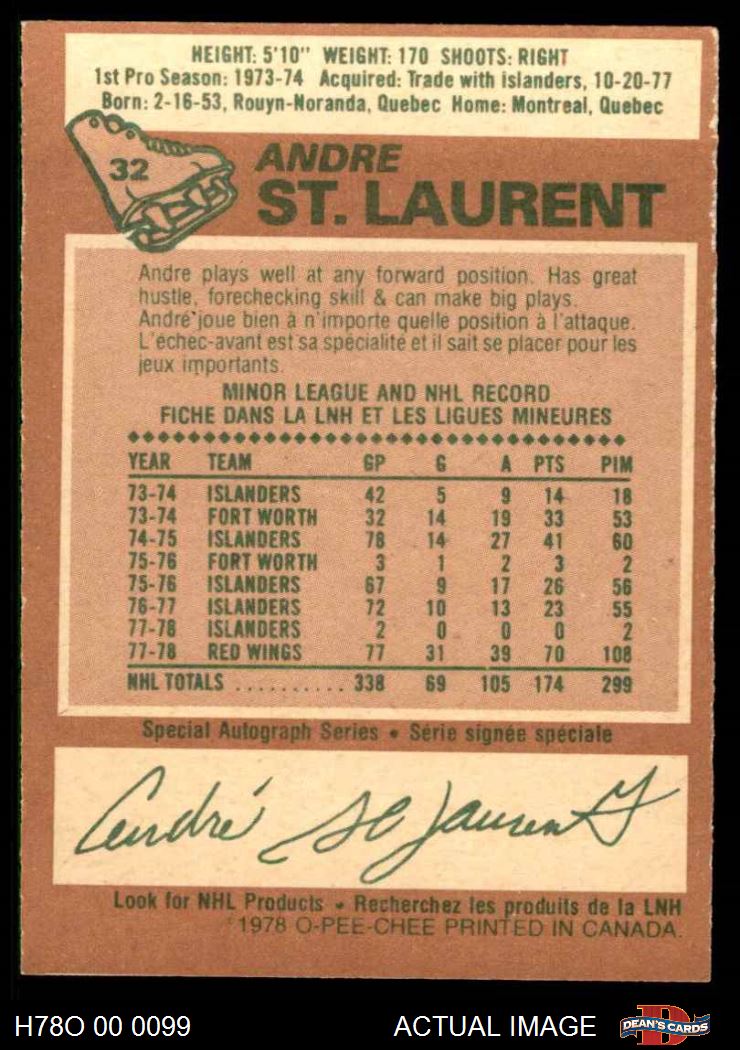 HEIGHT: 5'10" WEIGHT: 170 SHOOTS: RIGHT
1st Pro Season: 1973-74 Acquired: Trade with islanders, 10-20-77
Born: 2-16-53, Rouyn-Noranda, Quebec Home: Montreal, Quebec
32
ANDRE
ST. LAURENT
Andre plays well at any forward position. Has great
hustle, forechecking skill & can make big plays.
André joue bien à n'importe quelle position à l'attaque.
L'échec-avant est sa spécialité et il sait se placer pour les
jeux importants.
MINOR LEAGUE AND NHL RECORD
FICHE DANS LA LNH ET LES LIGUES MINEURES
YEAR TEAM GP G A PTS PIM
73-74 ISLANDERS 42 5 9 14 18
73-74 FORT WORTH 32 14 19 33 53
74-75 ISLANDERS 78 14 27 41 60
75-76 FORT WORTH 3 1 2 3 2
75-76 ISLANDERS 67 9 17 26 56
76-77 ISLANDERS 72 10 13 23 55
77-78 ISLANDERS 2 0 0 0 2
77-78 RED WINGS 77 31 39 70 108
NHL TOTALS .......... 338 69 105 174 299
Special Autograph Series • Série signée spéciale
André St Laurent
Look for NHL Products • Recherchez les produits de la LNH
©1978 O-PEE-CHEE PRINTED IN CANADA.
H78O 00 0099 ACTUAL IMAGE DEAN'S CARDS